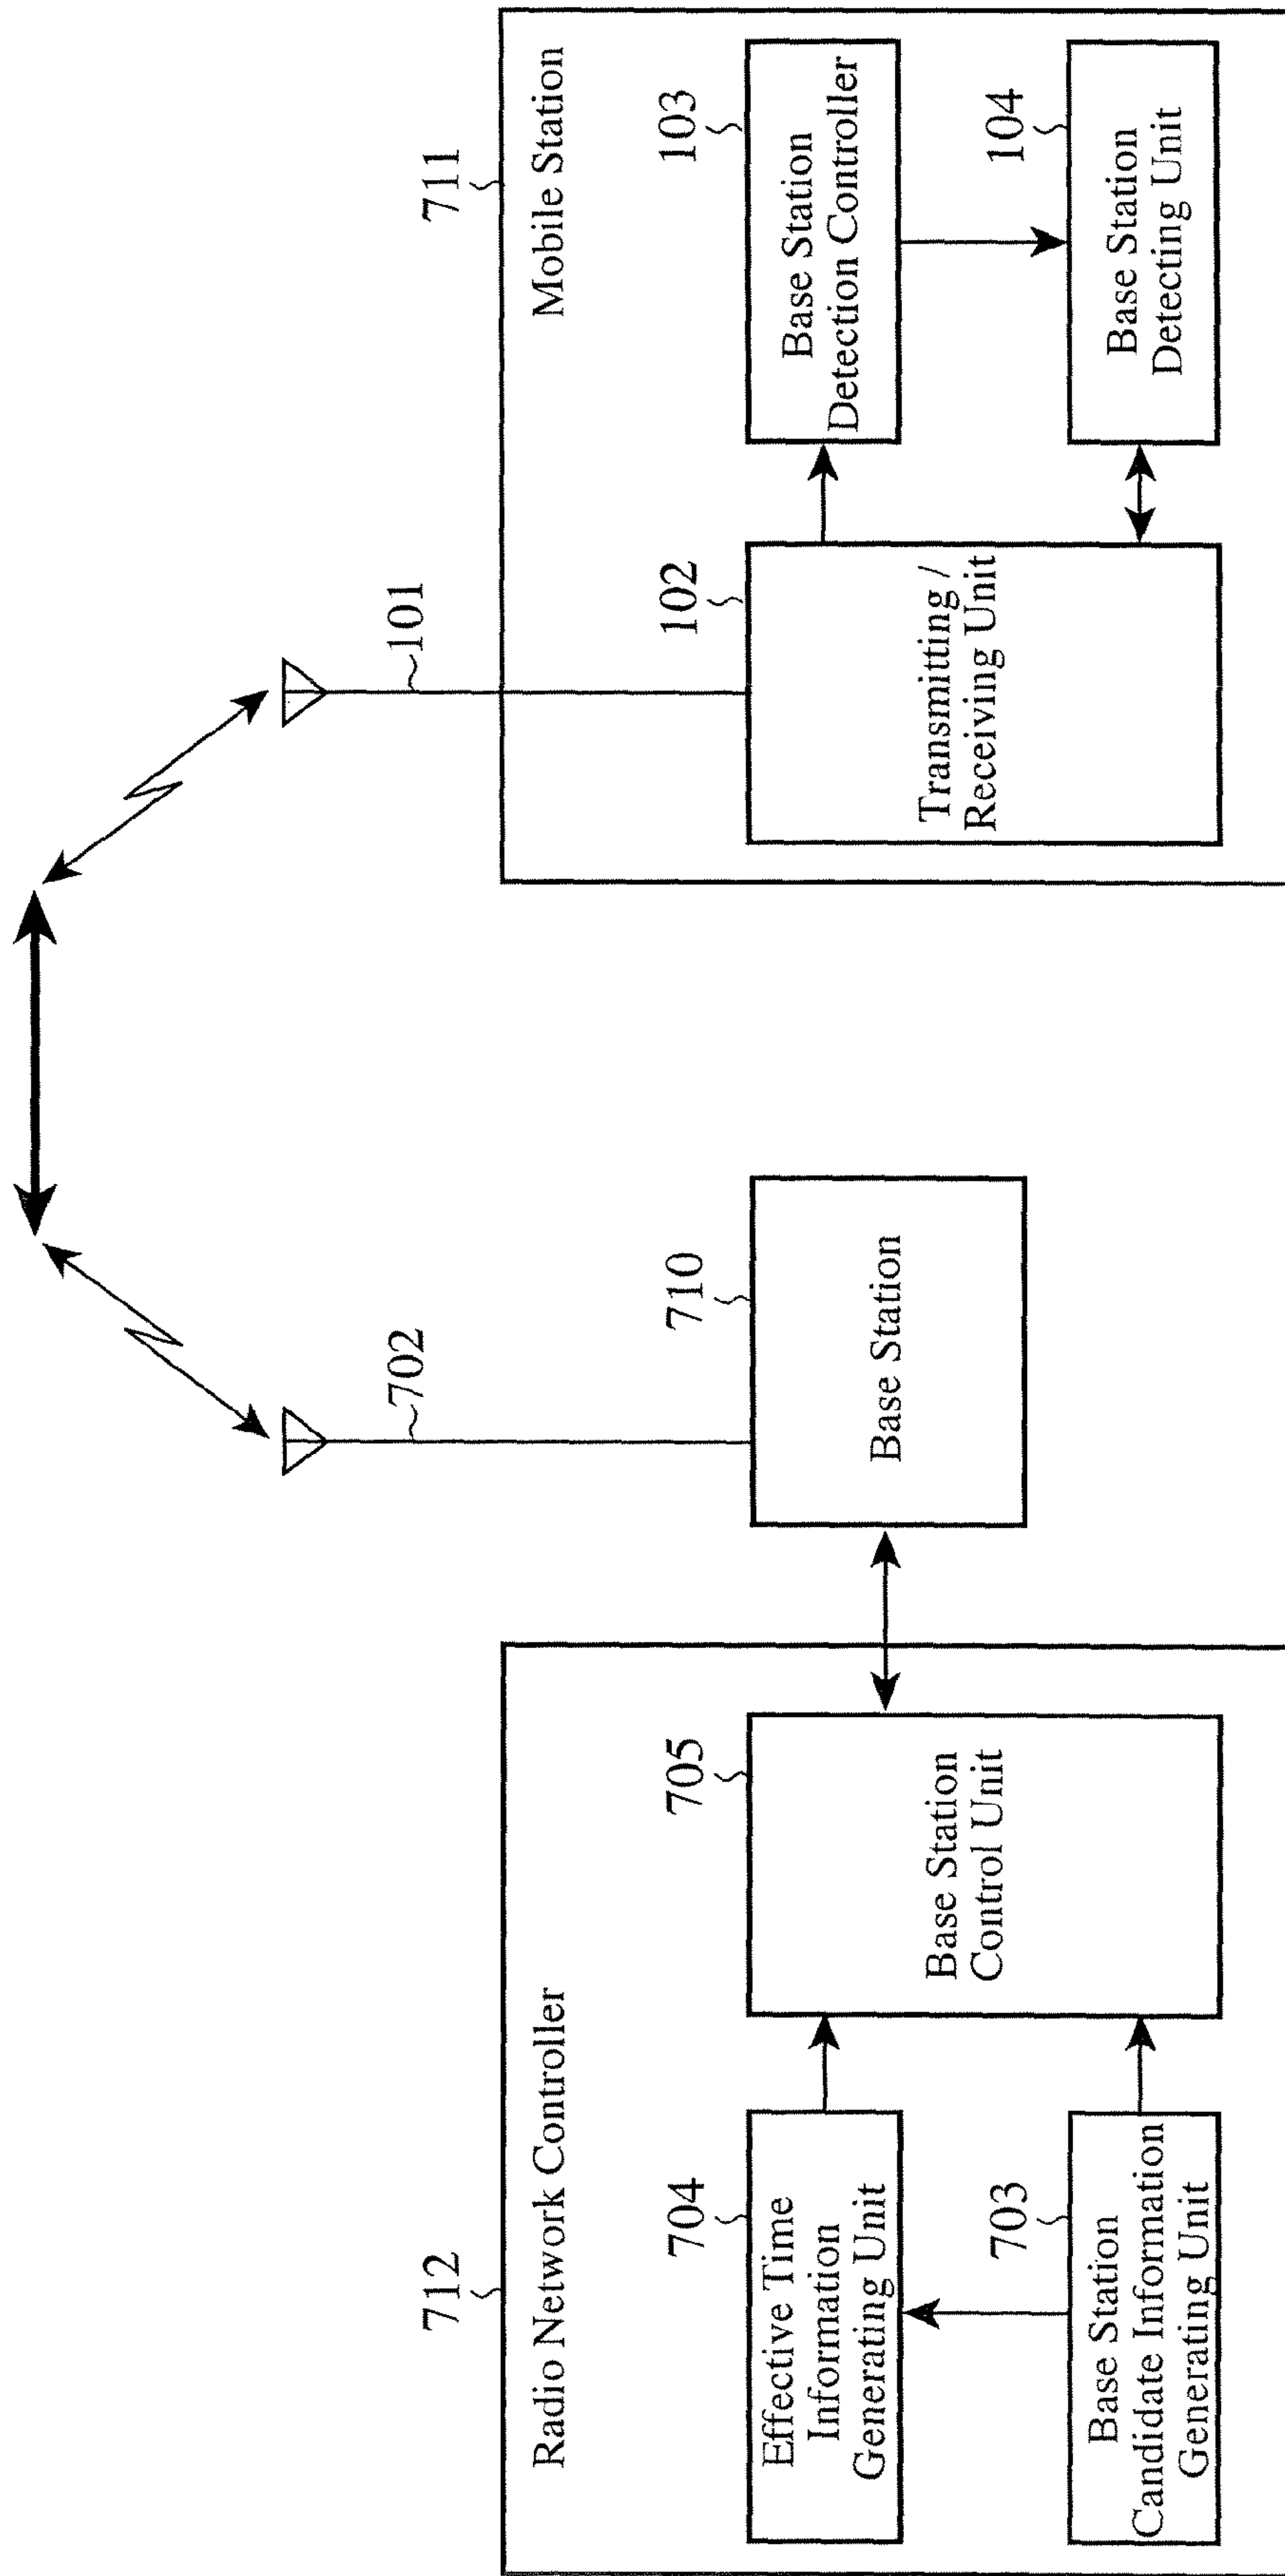 712
Radio Network Controller
704
Effective Time
Information
Generating Unit
703
Base Station
Candidate Information
Generating Unit
705
Base Station
Control Unit
702
710
Base Station
101
711
Mobile Station
102
Transmitting /
Receiving Unit
103
Base Station
Detection Controller
104
Base Station
Detecting Unit